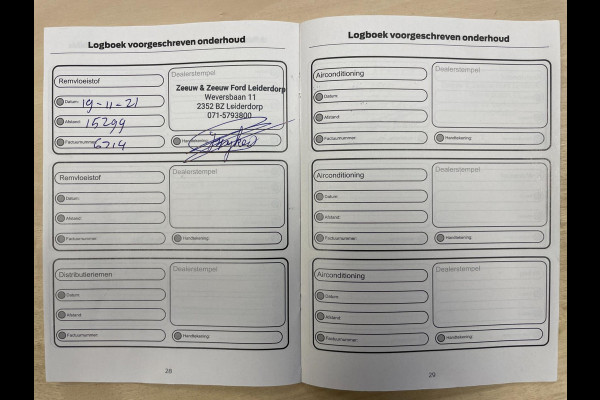 Logboek voorgeschreven onderhoud
Remvloeistof
Dealerstempel
Zeeuw & Zeeuw Ford Leiderdorp
Weversbaan 11
2352 BZ Leiderdorp
071-5793800
Datum: 19-11-21
Afstand: 15299
Factuurnummer: 6714
Handtekening:
Remvloeistof
Dealerstempel
Datum:
Afstand:
Factuurnummer:
Handtekening:
Distributieriemen
Dealerstempel
Datum:
Afstand:
Factuurnummer:
Handtekening:
28
Logboek voorgeschreven onderhoud
Airconditioning
Dealerstempel
Datum:
Afstand:
Factuurnummer:
Handtekening:
Airconditioning
Dealerstempel
Datum:
Afstand:
Factuurnummer:
Handtekening:
Airconditioning
Dealerstempel
Datum:
Afstand:
Factuurnummer:
Handtekening:
29